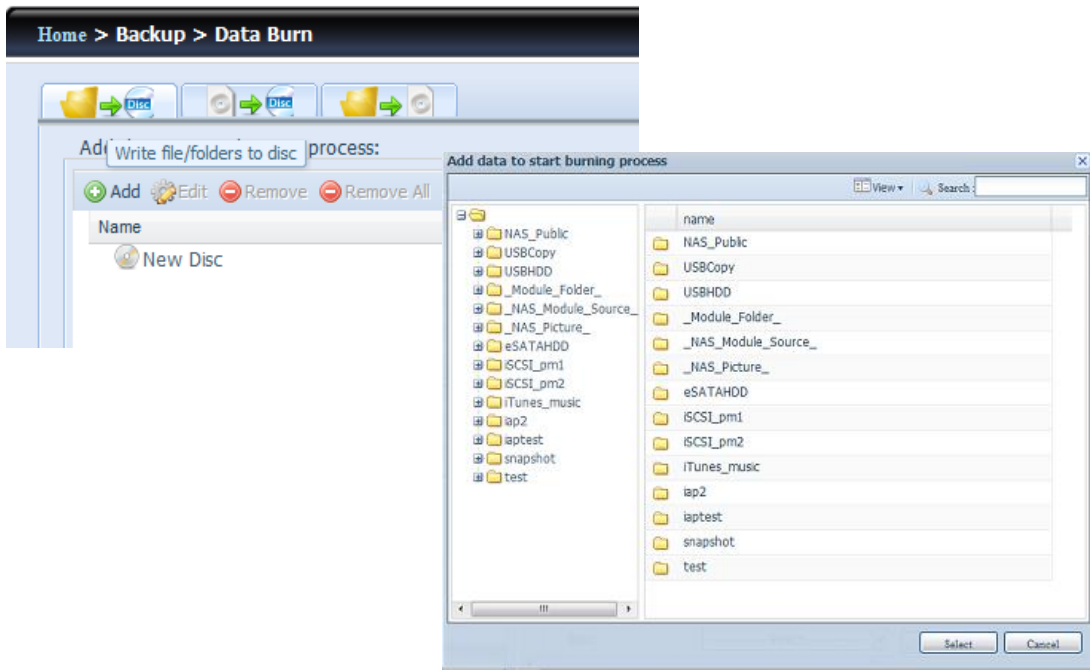 Home > Backup > Data Burn
Disc
Disc
Write file/folders to disc
process:
Add Edit Remove Remove All
Name
New Disc
Add data to start burning process
View Search:
NAS_Public
USBCopy
USBHDD
_Module_Folder_
_NAS_Module_Source_
_NAS_Picture_
eSATAHDD
iSCSI_pm1
iSCSI_pm2
iTunes_music
iap2
iaptest
snapshot
test
name
NAS_Public
USBCopy
USBHDD
_Module_Folder_
_NAS_Module_Source_
_NAS_Picture_
eSATAHDD
iSCSI_pm1
iSCSI_pm2
iTunes_music
iap2
iaptest
snapshot
test
Select Cancel